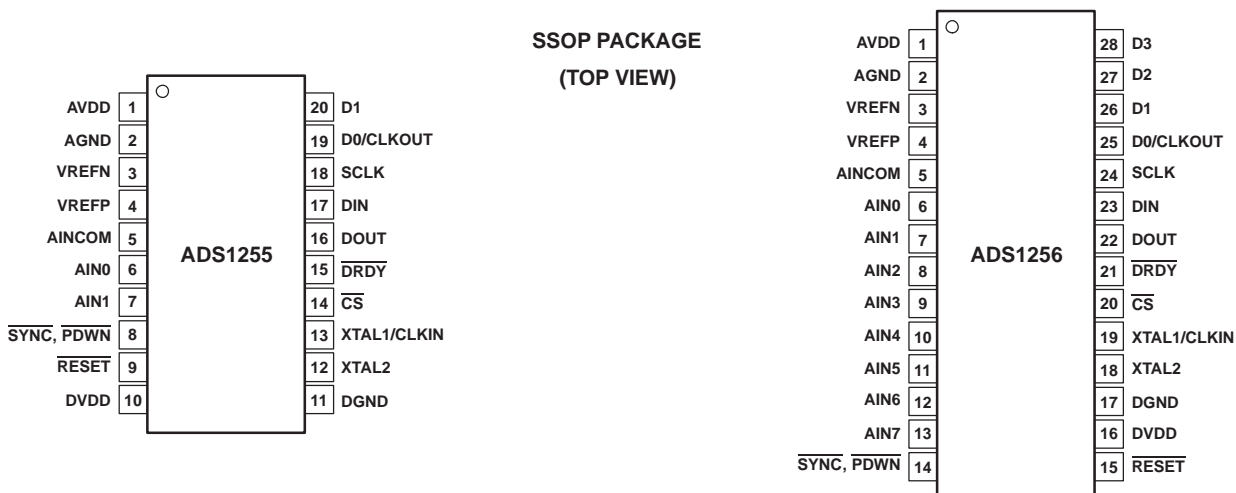 SSOP PACKAGE
(TOP VIEW)
ADS1255
AVDD 1
AGND 2
VREFN 3
VREFP 4
AINCOM 5
AIN0 6
AIN1 7
SYNC, PDWN 8
RESET 9
DVDD 10
20 D1
19 D0/CLKOUT
18 SCLK
17 DIN
16 DOUT
15 DRDY
14 CS
13 XTAL1/CLKIN
12 XTAL2
11 DGND
ADS1256
AVDD 1
AGND 2
VREFN 3
VREFP 4
AINCOM 5
AIN0 6
AIN1 7
AIN2 8
AIN3 9
AIN4 10
AIN5 11
AIN6 12
AIN7 13
SYNC, PDWN 14
28 D3
27 D2
26 D1
25 D0/CLKOUT
24 SCLK
23 DIN
22 DOUT
21 DRDY
20 CS
19 XTAL1/CLKIN
18 XTAL2
17 DGND
16 DVDD
15 RESET